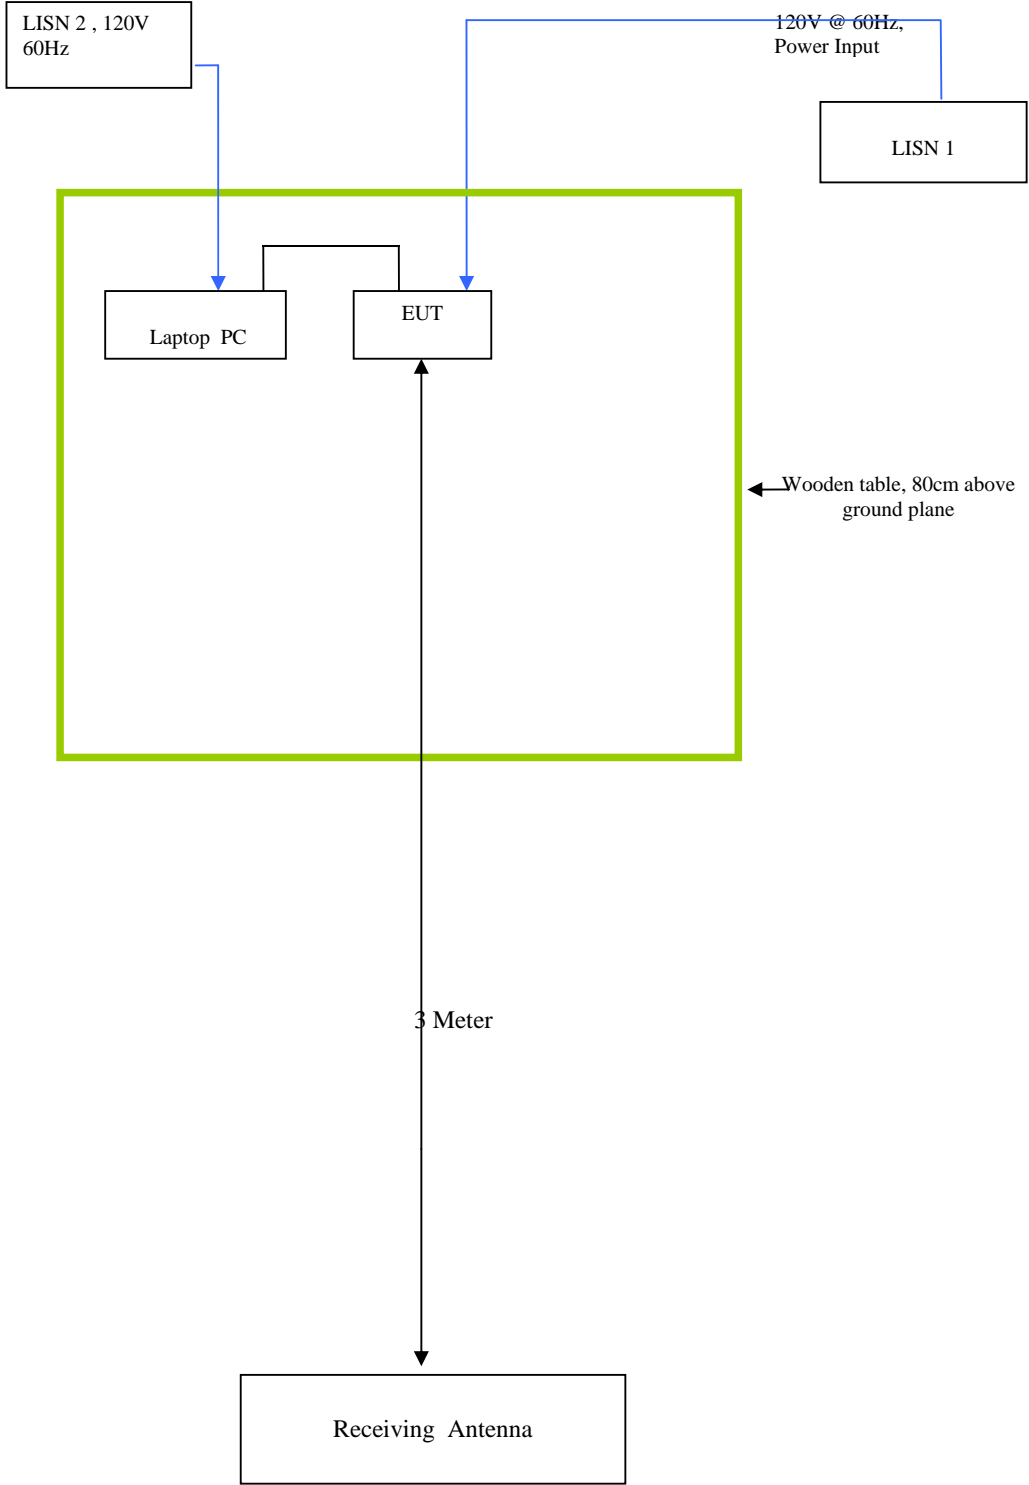 LISN 2 , 120V
60Hz
120V @ 60Hz,
Power Input
LISN 1
Laptop PC
EUT
Wooden table, 80cm above
ground plane
3 Meter
Receiving Antenna